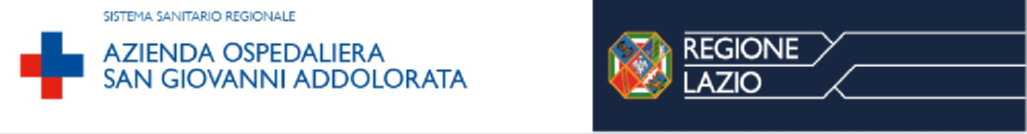 SISTEMA SANITARIO REGIONALE
AZIENDA OSPEDALIERA
SAN GIOVANNI ADDOLORATA
REGIONE
LAZIO